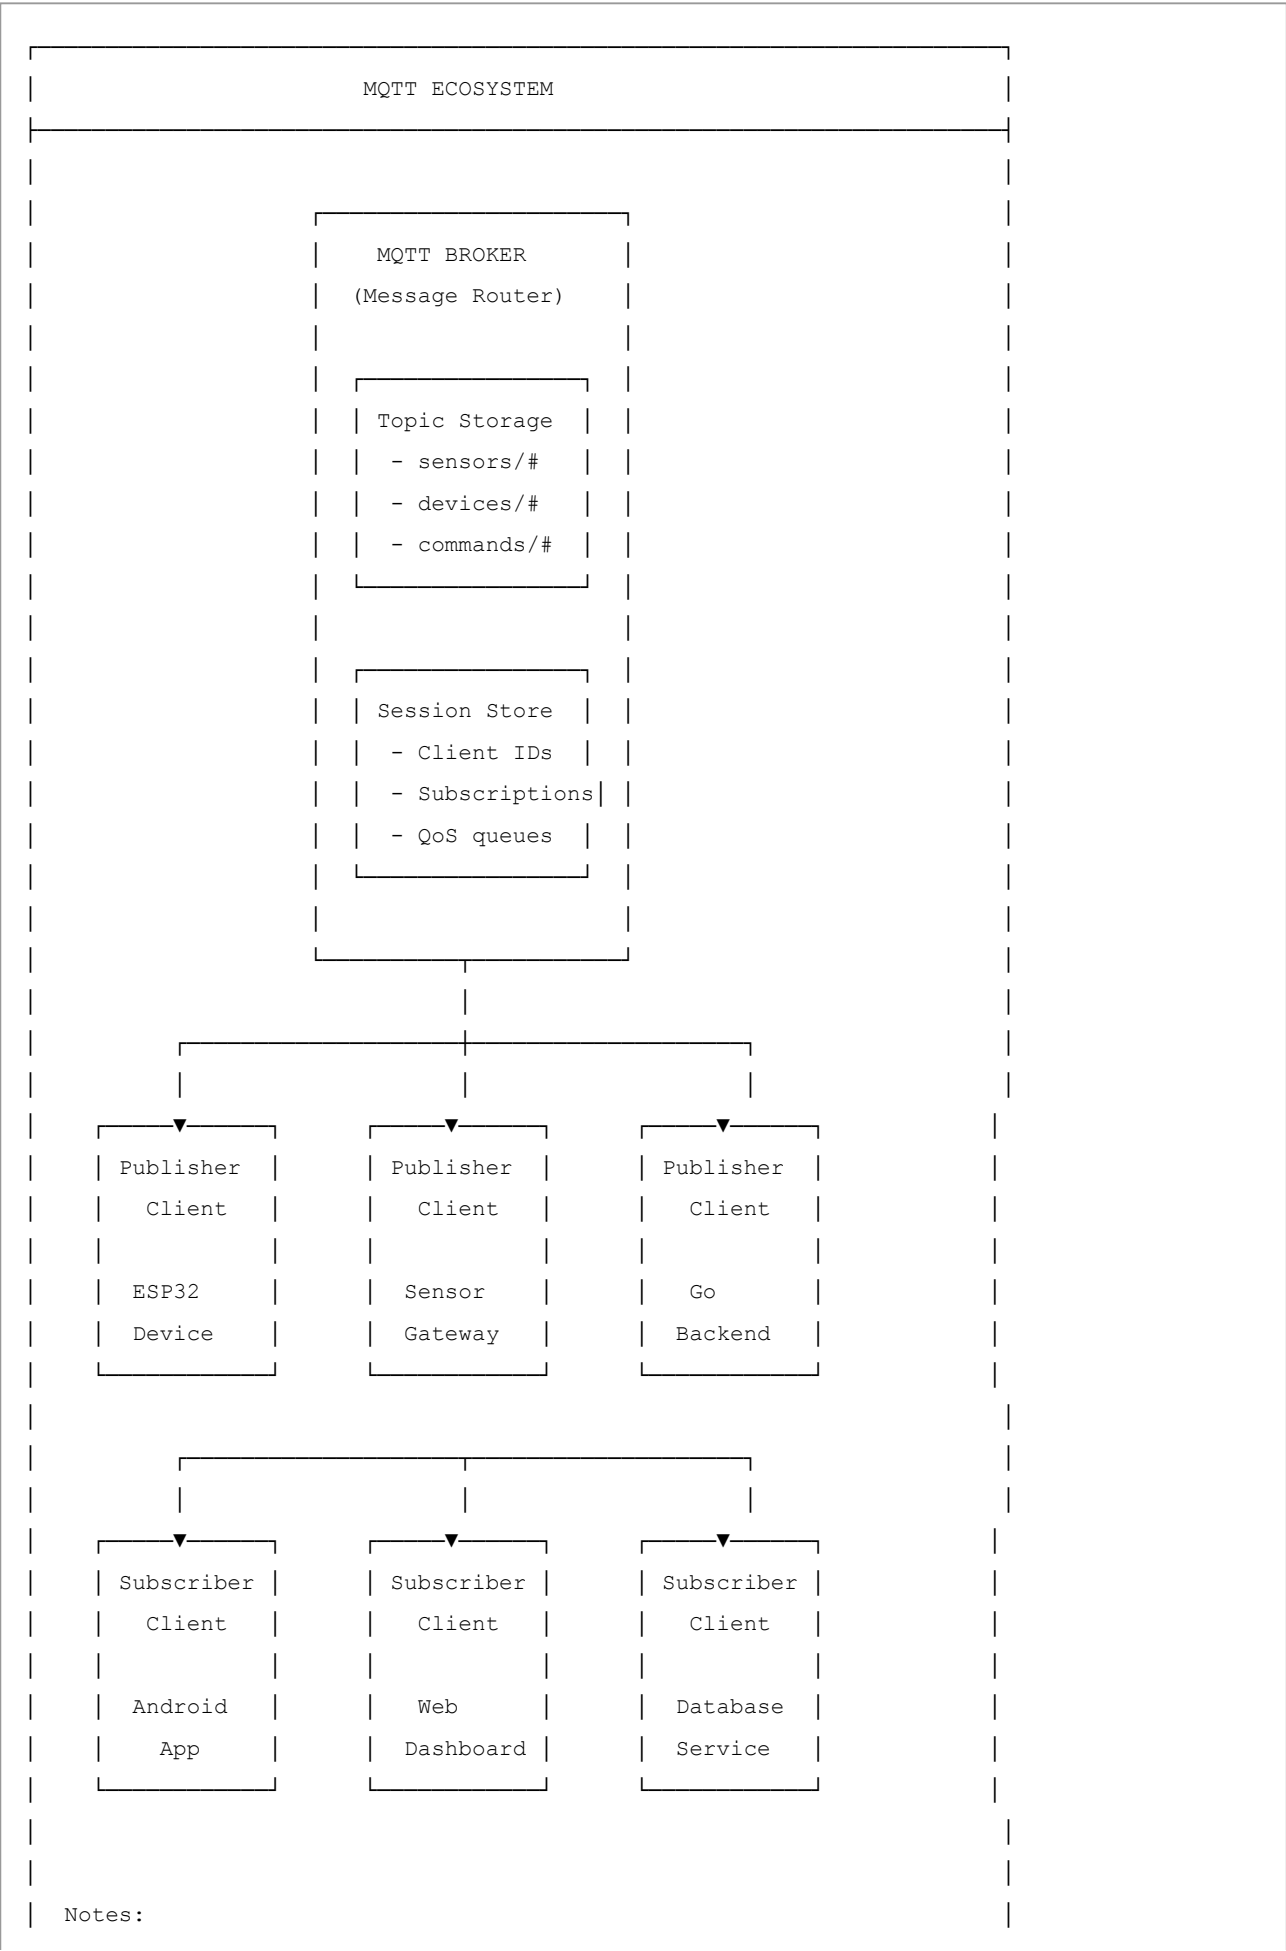 MQTT ECOSYSTEM
MQTT BROKER
(Message Router)
Topic Storage
- sensors/#
- devices/#
- commands/#
Session Store
- Client IDs
- Subscriptions
- QoS queues
Publisher Publisher Publisher
Client Client Client
ESP32 Sensor Go
Device Gateway Backend
Subscriber Subscriber Subscriber
Client Client Client
Android Web Database
App Dashboard Service
Notes: